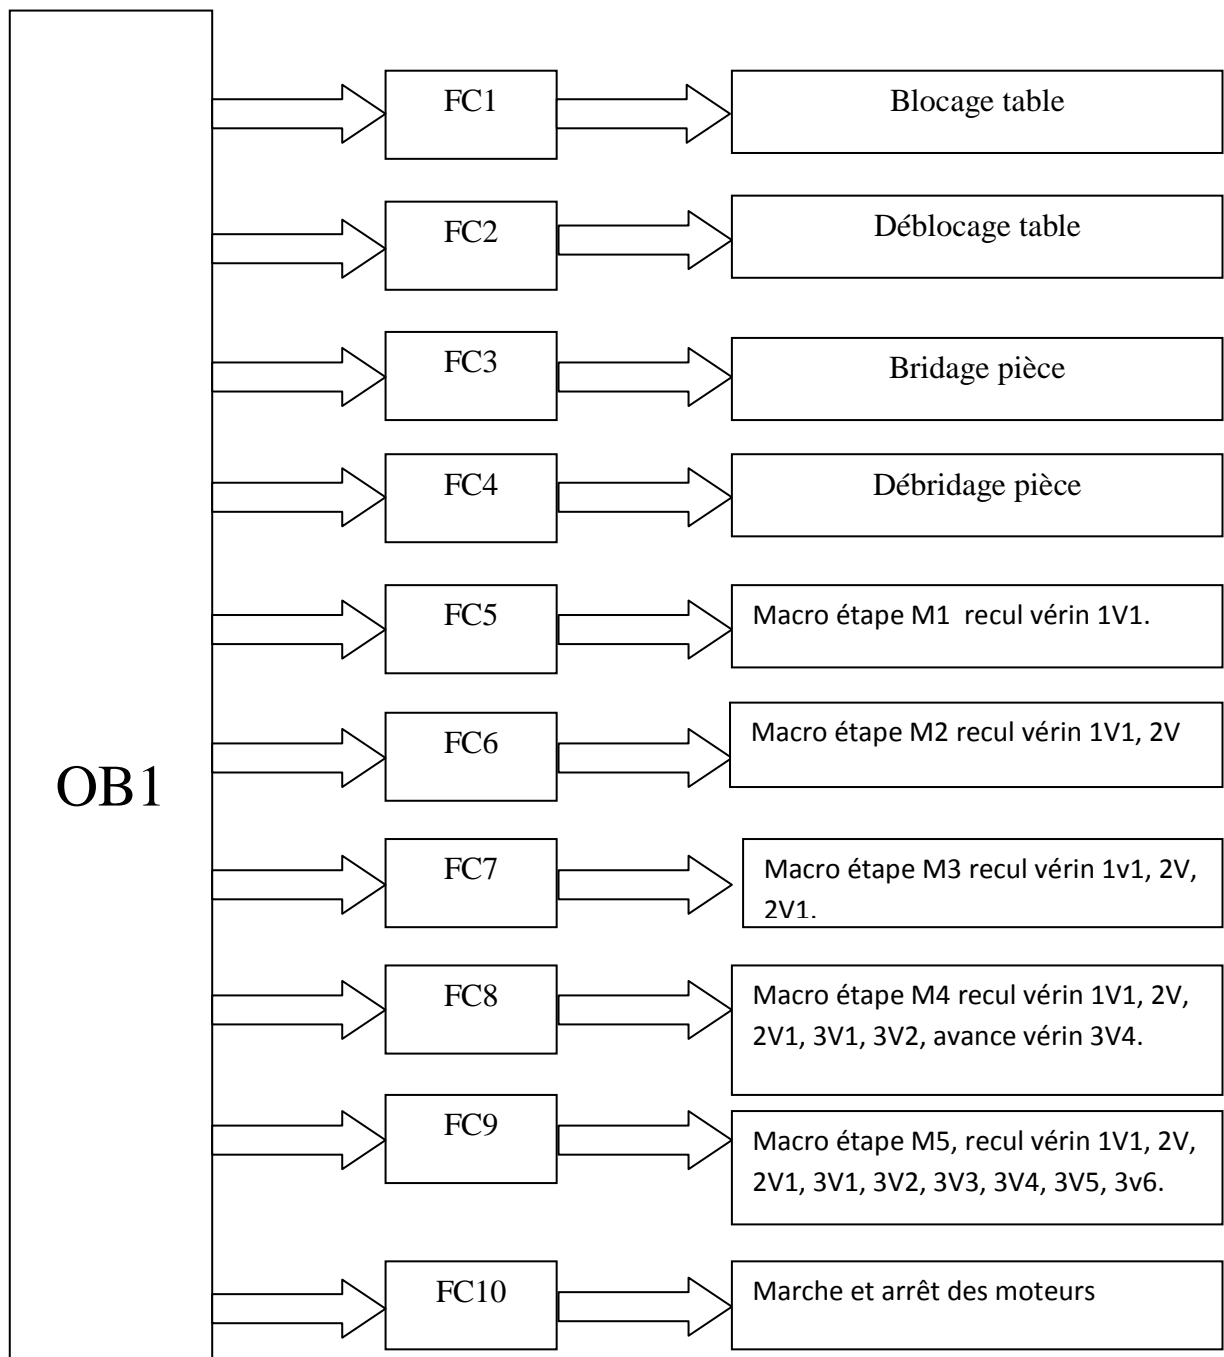 FC1
Blocage table
FC2
Déblocage table
FC3
Bridage pièce
FC4
Débridage pièce
FC5
Macro étape M1  recul vérin 1V1.
FC6
Macro étape M2 recul vérin 1V1, 2V
OB1
FC7
Macro étape M3 recul vérin 1v1, 2V,
2V1.
FC8
Macro étape M4 recul vérin 1V1, 2V,
2V1, 3V1, 3V2, avance vérin 3V4.
FC9
Macro étape M5, recul vérin 1V1, 2V,
2V1, 3V1, 3V2, 3V3, 3V4, 3V5, 3v6.
FC10
Marche et arrêt des moteurs